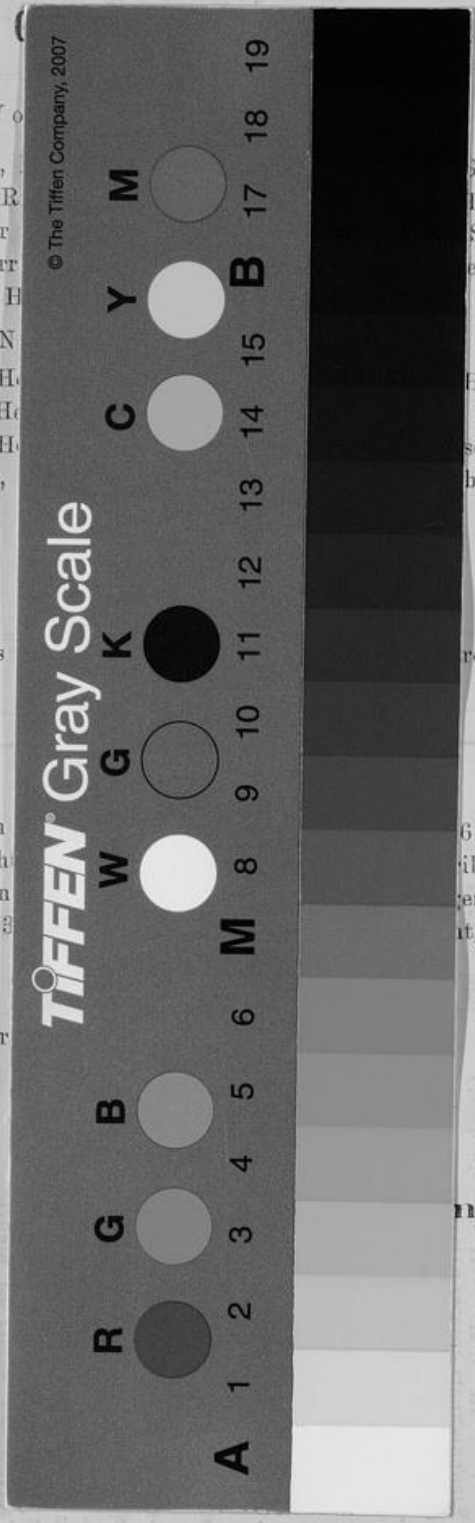 © The Tiffen Company, 2007
TIFFEN® Gray Scale
R G B W G K C Y M
A 1 2 3 4 5 6 M 8 9 10 11 12 13 14 15 B 17 18 19